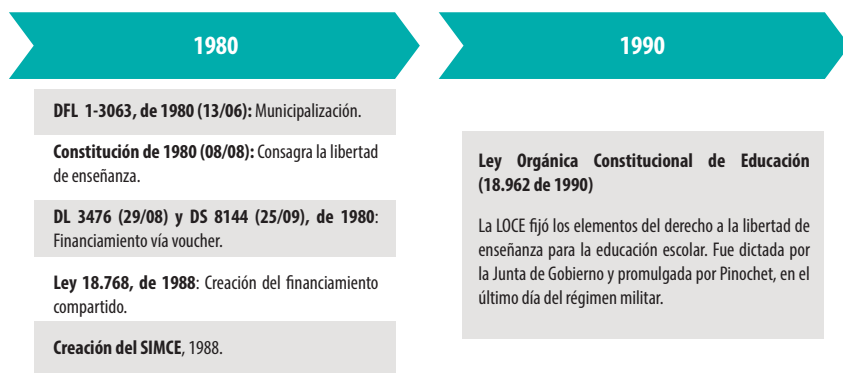 1980
DFL 1-3063, de 1980 (13/06): Municipalización.
Constitución de 1980 (08/08): Consagra la libertad
de enseñanza.
DL 3476 (29/08) y DS 8144 (25/09), de 1980:
Financiamiento vía voucher.
Ley 18.768, de 1988: Creación del financiamiento
compartido.
Creación del SIMCE, 1988.
1990
Ley Orgánica Constitucional de Educación
(18.962 de 1990)
La LOCE fijó los elementos del derecho a la libertad de
enseñanza para la educación escolar. Fue dictada por
la Junta de Gobierno y promulgada por Pinochet, en el
último día del régimen militar.